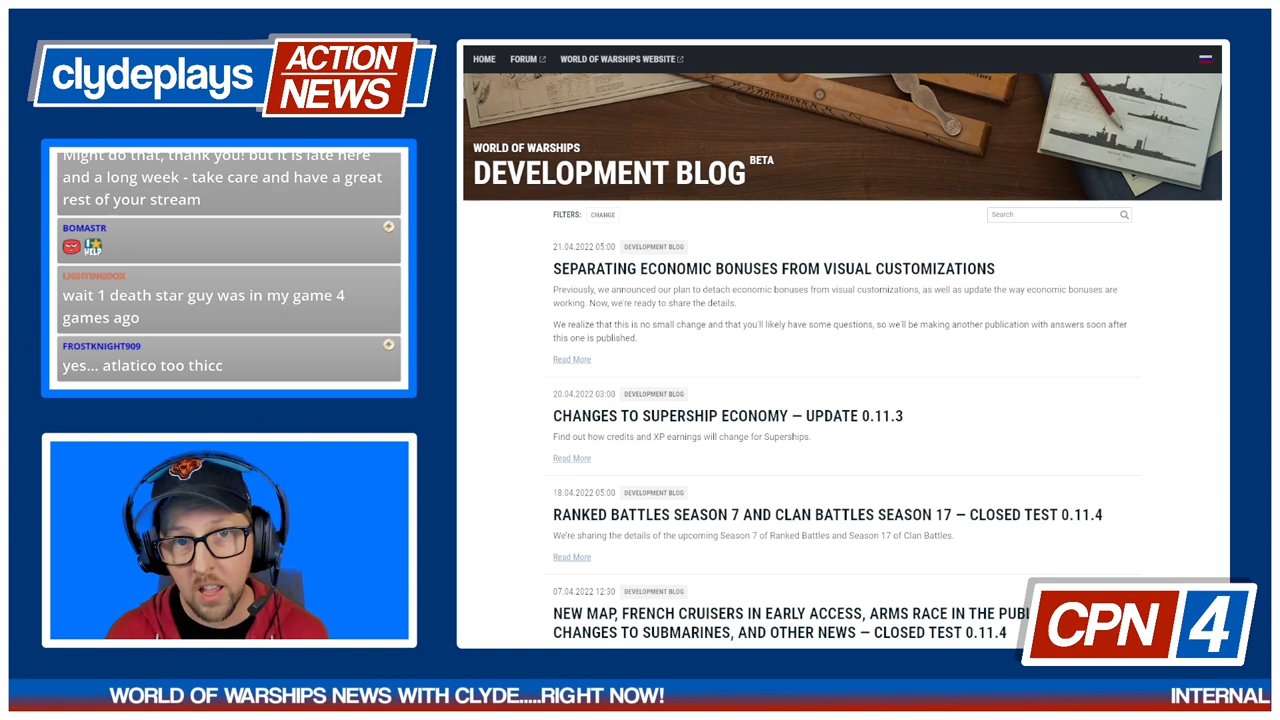 clydeplays
ACTION
NEWS
Might do that, thank you! but it is late here
and a long week - take care and have a great
rest of your stream
BOMASTR
HELP
LIGHTINGDOX
wait 1 death star guy was in my game 4
games ago
FROSTKNIGHT909
yes... atlatico too thicc
HOME FORUM WORLD OF WARSHIPS WEBSITE
WORLD OF WARSHIPS
DEVELOPMENT BLOG BETA
FILTERS: CHANGE
Search
21.04.2022 05:00 DEVELOPMENT BLOG
SEPARATING ECONOMIC BONUSES FROM VISUAL CUSTOMIZATIONS
Previously, we announced our plan to detach economic bonuses from visual customizations, as well as update the way economic bonuses are
working. Now, we're ready to share the details.
We realize that this is no small change and that you'll likely have some questions, so we'll be making another publication with answers soon after
this one is published.
Read More
20.04.2022 03:00 DEVELOPMENT BLOG
CHANGES TO SUPERSHIP ECONOMY – UPDATE 0.11.3
Find out how credits and XP earnings will change for Superships.
Read More
18.04.2022 05:00 DEVELOPMENT BLOG
RANKED BATTLES SEASON 7 AND CLAN BATTLES SEASON 17 – CLOSED TEST 0.11.4
We're sharing the details of the upcoming Season 7 of Ranked Battles and Season 17 of Clan Battles.
Read More
07.04.2022 12:30 DEVELOPMENT BLOG
NEW MAP, FRENCH CRUISERS IN EARLY ACCESS, ARMS RACE IN THE
CHANGES TO SUBMARINES, AND OTHER NEWS – CLOSED TEST 0.11.4
CPN 4
WORLD OF WARSHIPS NEWS WITH CLYDE.....RIGHT NOW!
INTERNAL